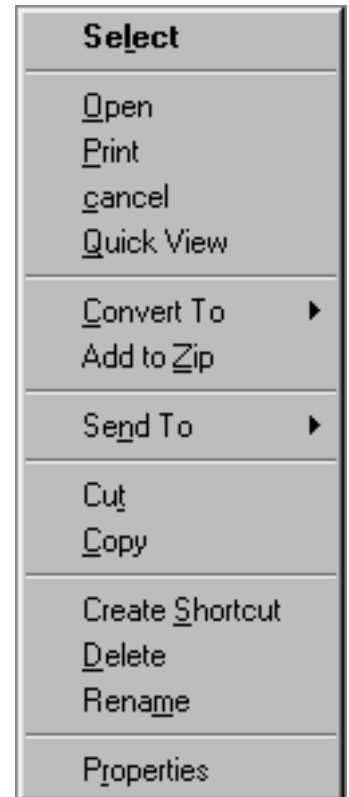 Select
Open
Print
cancel
Quick View
Convert To
Add to Zip
Send To
Cut
Copy
Create Shortcut
Delete
Rename
Properties